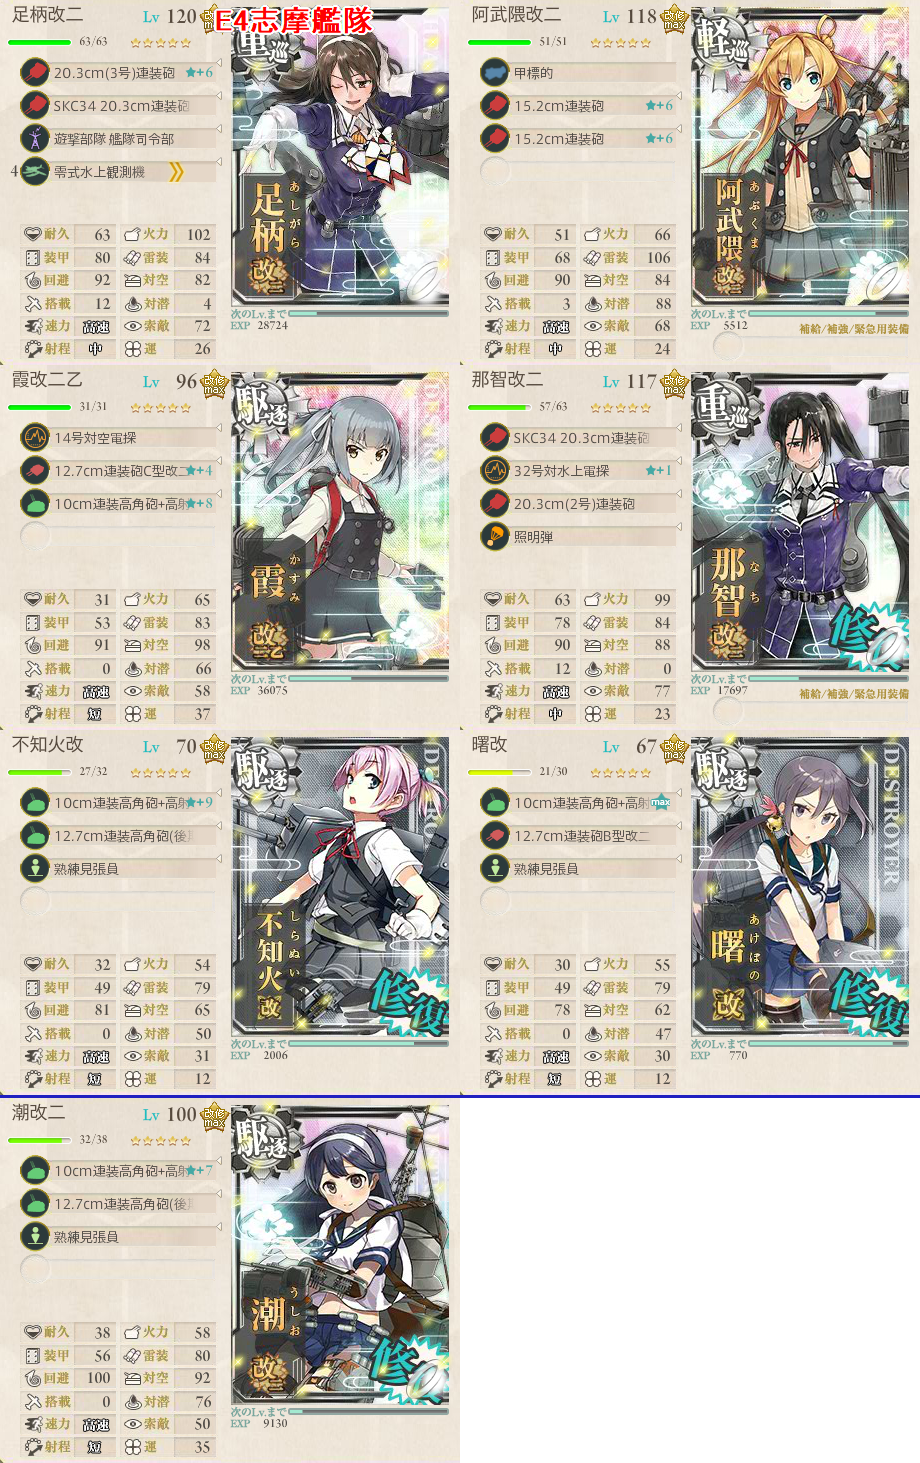 E4志摩艦隊
足柄改二 Lv 120
63/63
20.3cm(3号)連装砲 ★+6
SKC34 20.3cm連装砲
遊撃部隊 艦隊司令部
4 零式水上観測機
耐久 63 火力 102
装甲 80 雷装 84
回避 92 対空 82
搭載 12 対潜 4
速力 高速 索敵 72
射程 中 運 26
重巡
あしがら
足柄
改二
次のLv.まで
EXP 28724
阿武隈改二 Lv 118
51/51
甲標的
15.2cm連装砲 ★+6
15.2cm連装砲 ★+6
耐久 51 火力 66
装甲 68 雷装 106
回避 90 対空 84
搭載 3 対潜 88
速力 高速 索敵 68
射程 中 運 24
軽巡
あぶくま
阿武隈
改二
次のLv.まで
EXP 5512
補給/補強/緊急用装備
霞改二乙 Lv 96
改修max
31/31
14号対空電探
12.7cm連装砲C型改二 ★+4
10cm連装高角砲+高射 ★+8
耐久 31 火力 65
装甲 53 雷装 83
回避 91 対空 98
搭載 0 対潜 66
速力 高速 索敵 58
射程 短 運 37
駆逐
かすみ
霞
改二乙
次のLv.まで
EXP 36075
那智改二 Lv 117
改修max
57/63
SKC34 20.3cm連装砲
32号対水上電探 ★+1
20.3cm(2号)連装砲
照明弾
耐久 63 火力 99
装甲 78 雷装 84
回避 90 対空 88
搭載 12 対潜 0
速力 高速 索敵 77
射程 中 運 23
重巡
なち
那智
改二
修
次のLv.まで
EXP 17697
補給/補強/緊急用装備
不知火改 Lv 70
改修max
27/32
10cm連装高角砲+高射 ★+9
12.7cm連装高角砲(後
熟練見張員
耐久 32 火力 54
装甲 49 雷装 79
回避 81 対空 65
搭載 0 対潜 50
速力 高速 索敵 31
射程 短 運 12
駆逐
DESTROYER
しらぬい
不知火
改
修復
次のLv.まで
EXP 2006
曙改 Lv 67
改修max
21/30
10cm連装高角砲+高射 max
12.7cm連装砲B型改二
熟練見張員
耐久 30 火力 55
装甲 49 雷装 79
回避 78 対空 62
搭載 0 対潜 47
速力 高速 索敵 30
射程 短 運 12
駆逐
DESTROYER
あけぼの
曙
改
修復
次のLv.まで
EXP 770
潮改二 Lv 100
改修max
32/38
10cm連装高角砲+高射 ★+7
12.7cm連装高角砲(後
熟練見張員
耐久 38 火力 58
装甲 56 雷装 80
回避 100 対空 92
搭載 0 対潜 76
速力 高速 索敵 50
射程 短 運 35
駆逐
うしお
潮
改二
修
次のLv.まで
EXP 9130